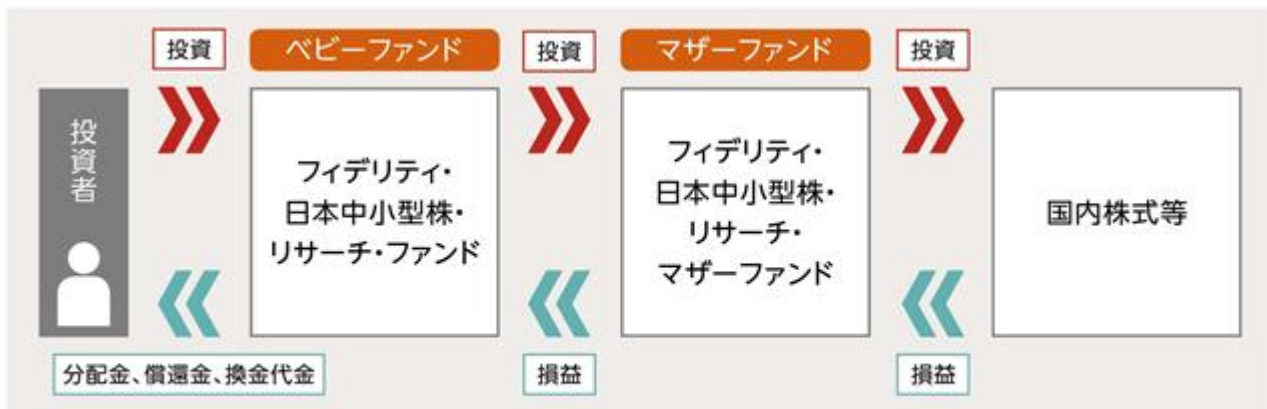 投資
ベビーファンド
投資
マザーファンド
投資
投資者
フィデリティ・
日本中小型株・
リサーチ・ファンド
フィデリティ・
日本中小型株・
リサーチ・
マザーファンド
国内株式等
分配金、償還金、換金代金
損益
損益